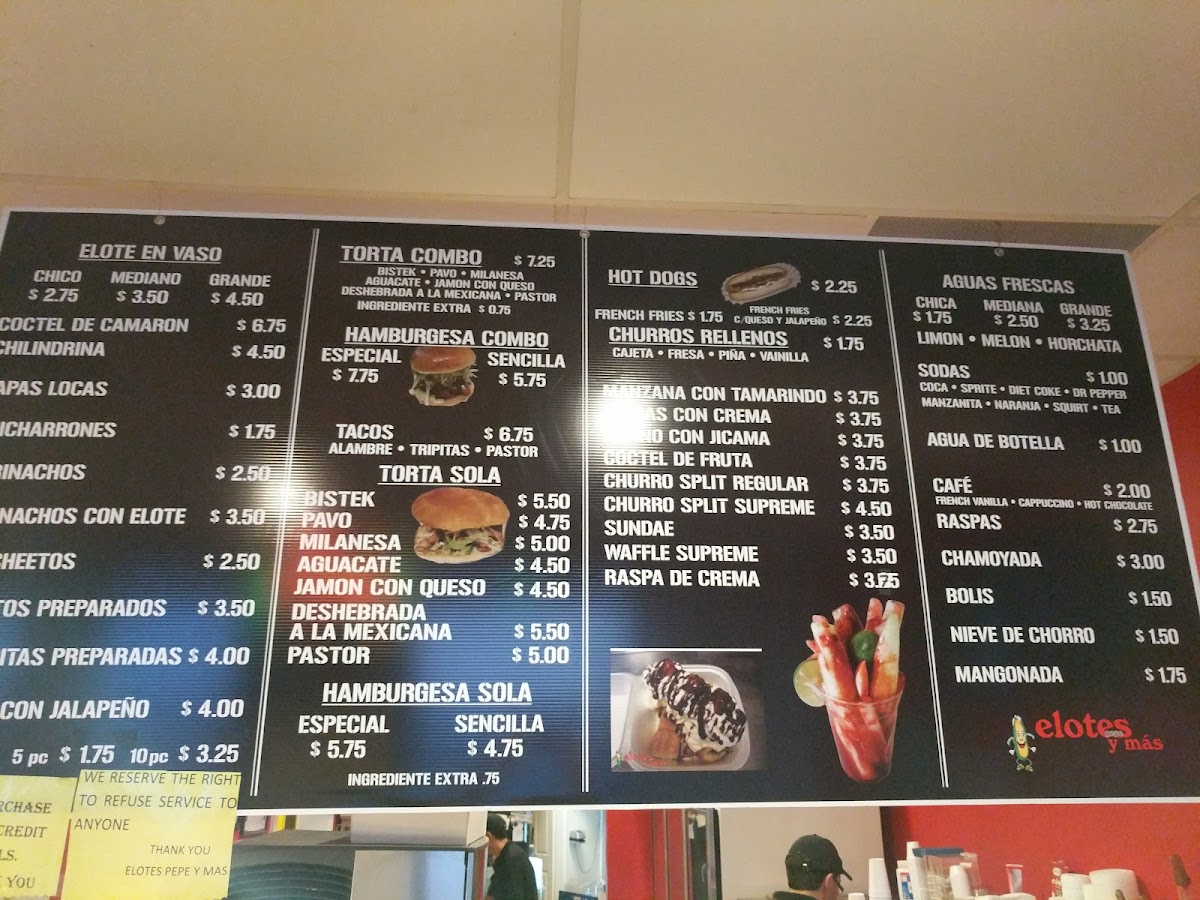 ELOTE EN VASO
CHICO MEDIANO GRANDE
$ 2.75 $ 3.50 $ 4.50
COCTEL DE CAMARON $ 6.75
CHILINDRINA $ 4.50
LOCAS $ 3.00
$ 1.75
$ 2.50
NACHOS CON ELOTE $ 3.50
CHEETOS $ 2.50
PREPARADOS $ 3.50
PREPARADAS $ 4.00
CON JALAPEÑO $ 4.00
5 pc $ 1.75 10pc $ 3.25
TORTA COMBO $ 7.25
BISTEK • PAVO • MILANESA
AGUACATE • JAMON CON QUESO
DESHEBRADA A LA MEXICANA • PASTOR
INGREDIENTE EXTRA $ 0.75
HAMBURGESA COMBO
ESPECIAL SENCILLA
$ 7.75 $ 5.75
TACOS $ 6.75
ALAMBRE • TRIPITAS • PASTOR
TORTA SOLA
BISTEK $ 5.50
PAVO $ 4.75
MILANESA $ 5.00
AGUACATE $ 4.50
JAMON CON QUESO $ 4.50
DESHEBRADA
A LA MEXICANA $ 5.50
PASTOR $ 5.00
HAMBURGESA SOLA
ESPECIAL SENCILLA
$ 5.75 $ 4.75
INGREDIENTE EXTRA .75
HOT DOGS $ 2.25
FRENCH FRIES $ 1.75
FRENCH FRIES
C/QUESO Y JALAPEÑO $ 2.25
CHURROS RELLENOS $ 1.75
CAJETA • FRESA • PIÑA • VAINILLA
MANZANA CON TAMARINDO $ 3.75
CON CREMA $ 3.75
CON JICAMA $ 3.75
COCTEL DE FRUTA $ 3.75
CHURRO SPLIT REGULAR $ 3.75
CHURRO SPLIT SUPREME $ 4.50
SUNDAE $ 3.50
WAFFLE SUPREME $ 3.50
RASPA DE CREMA
AGUAS FRESCAS
CHICA MEDIANA GRANDE
$ 1.75 $ 2.50 $ 3.25
LIMON • MELON • HORCHATA
SODAS $ 1.00
COCA • SPRITE • DIET COKE • DR PEPPER
MANZANITA • NARANJA • SQUIRT • TEA
AGUA DE BOTELLA $ 1.00
CAFÉ $ 2.00
FRENCH VANILLA • CAPPUCCINO • HOT CHOCOLATE
RASPAS $ 2.75
CHAMOYADA $ 3.00
BOLIS $ 1.50
NIEVE DE CHORRO $ 1.50
MANGONADA $ 1.75
elotes
y más
CREDIT
YOU
WE RESERVE THE RIGHT
TO REFUSE SERVICE TO
ANYONE
THANK YOU
ELOTES PEPE Y MAS